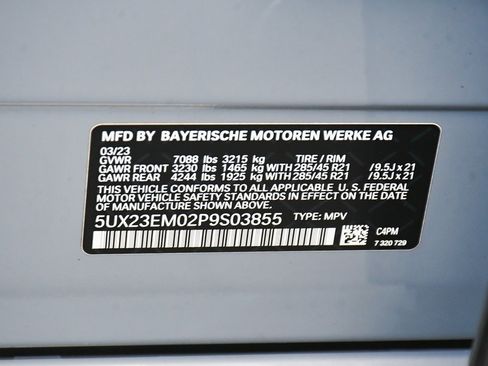 MFD BY BAYERISCHE MOTOREN WERKE AG
03/23
GVWR 7088 lbs 3215 kg TIRE / RIM
GAWR FRONT 3230 lbs 1465 kg WITH 285/45 R21 /9.5J x 21
GAWR REAR 4244 lbs 1925 kg WITH 285/45 R21 /9.5J x 21
THIS VEHICLE CONFORMS TO ALL APPLICABLE U.S. FEDERAL
MOTOR VEHICLE SAFETY STANDARDS IN EFFECT ON THE DATE
OF MANUFACTURE SHOWN ABOVE.
5UX23EM02P9S03855 TYPE: MPV
C4PM
7 320 729